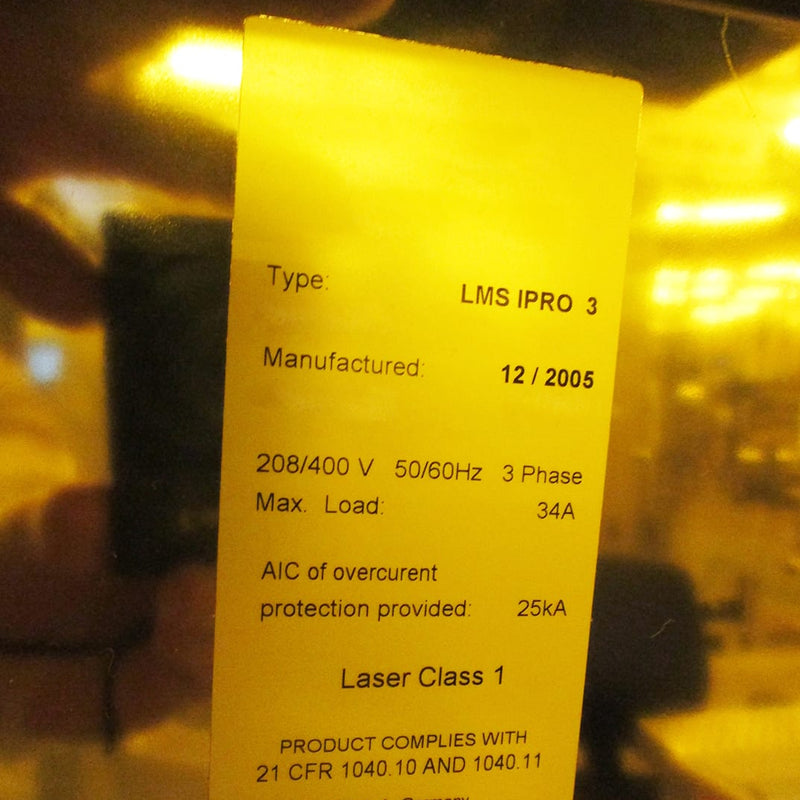 Type: LMS IPRO 3
Manufactured: 12 / 2005
208/400 V 50/60Hz 3 Phase
Max. Load: 34A
AIC of overcurent
protection provided: 25kA
Laser Class 1
PRODUCT COMPLIES WITH
21 CFR 1040.10 AND 1040.11